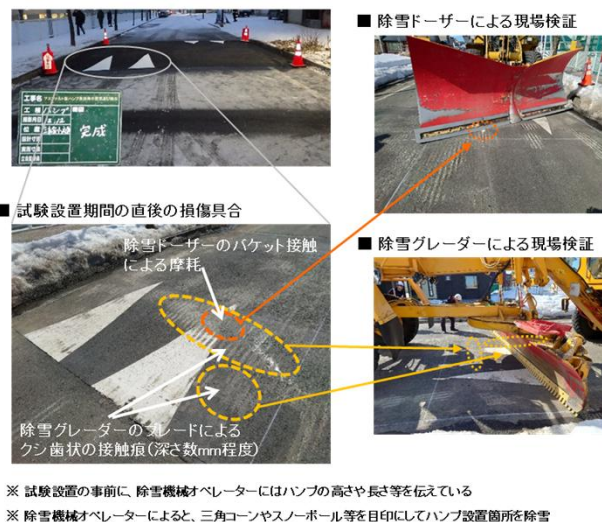 ■ 除雪ドーザーによる現場検証
工事名
工種 ハンプ
完成
■ 試験設置期間の直後の損傷具合
除雪ドーザーのバケット接触
による摩耗
■ 除雪グレーダーによる現場検証
除雪グレーダーのブレードによる
クシ歯状の接触痕(深さ数mm程度)
※ 試験設置の事前に、除雪機械オペレーターにはハンプの高さや長さ等を伝えている
※ 除雪機械オペレーターによると、三角コーンやスノーポール等を目印にしてハンプ設置箇所を除雪